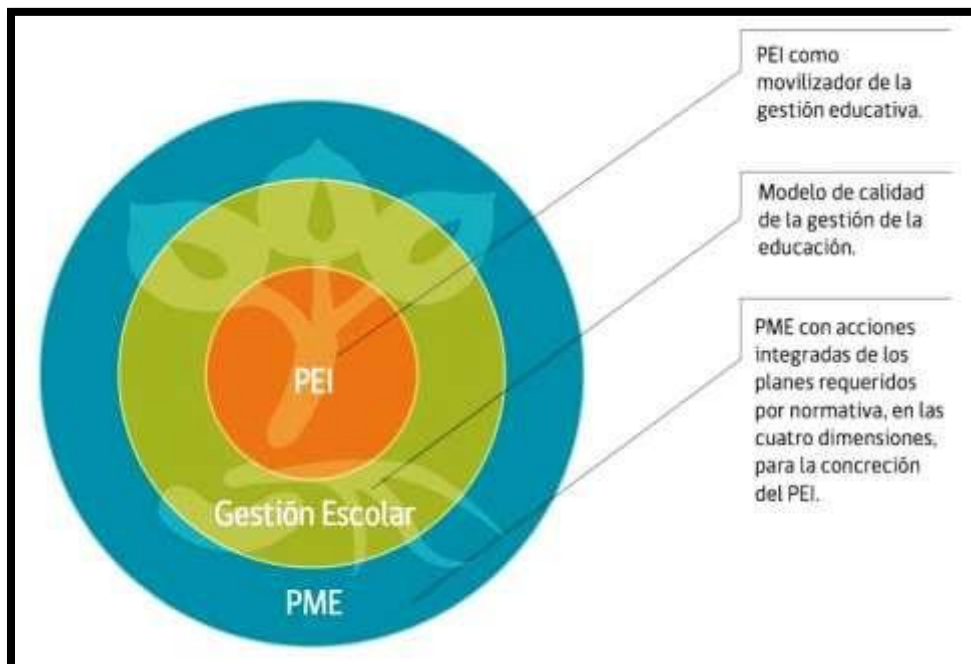 PEI como
movilizador de la
gestión educativa.
Modelo de calidad
de la gestión de la
educación.
PME con acciones
integradas de los
planes requeridos
por normativa, en las
cuatro dimensiones,
para la concreción
del PEI.
PEI
Gestión Escolar
PME